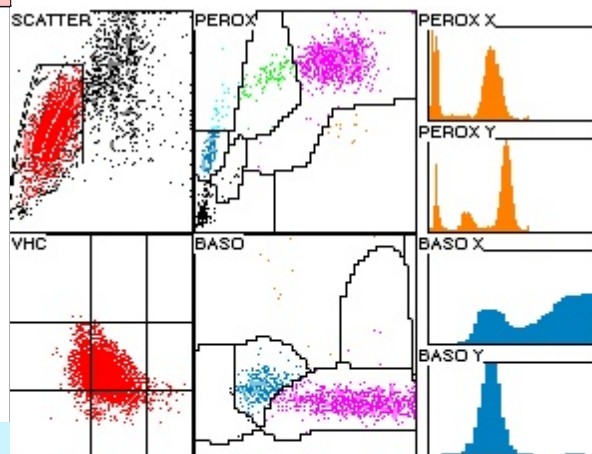 SCATTER
PEROX
PEROX X
PEROX Y
VHC
BASO
BASO X
BASO Y